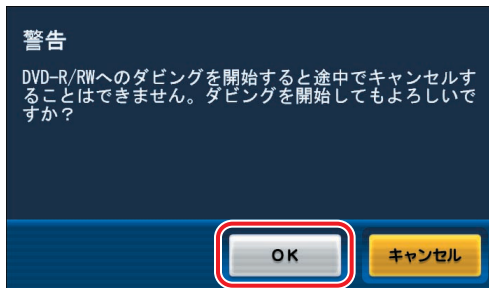 警告
DVD-R/RWへのダビングを開始すると途中でキャンセルす
ることはできません。ダビングを開始してもよろしいで
すか？
OK
キャンセル